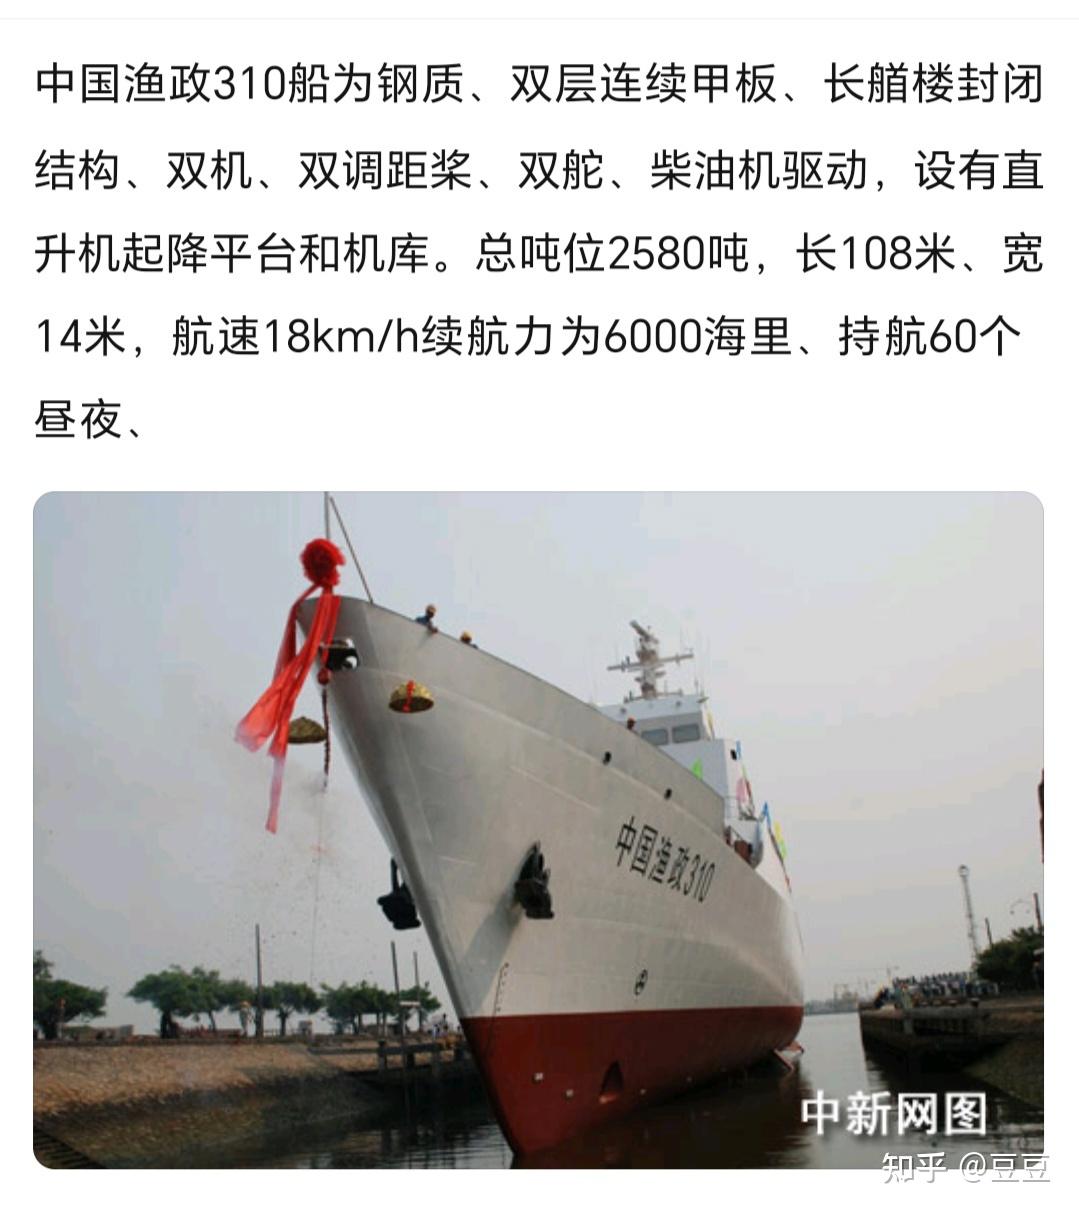 中国渔政310船为钢质、双层连续甲板、长艏楼封闭
结构、双机、双调距桨、双舵、柴油机驱动，设有直
升机起降平台和机库。总吨位2580吨，长108米、宽
14米，航速18km/h续航力为6000海里、持航60个
昼夜、
中国渔政310
中新网图
知乎 @豆豆